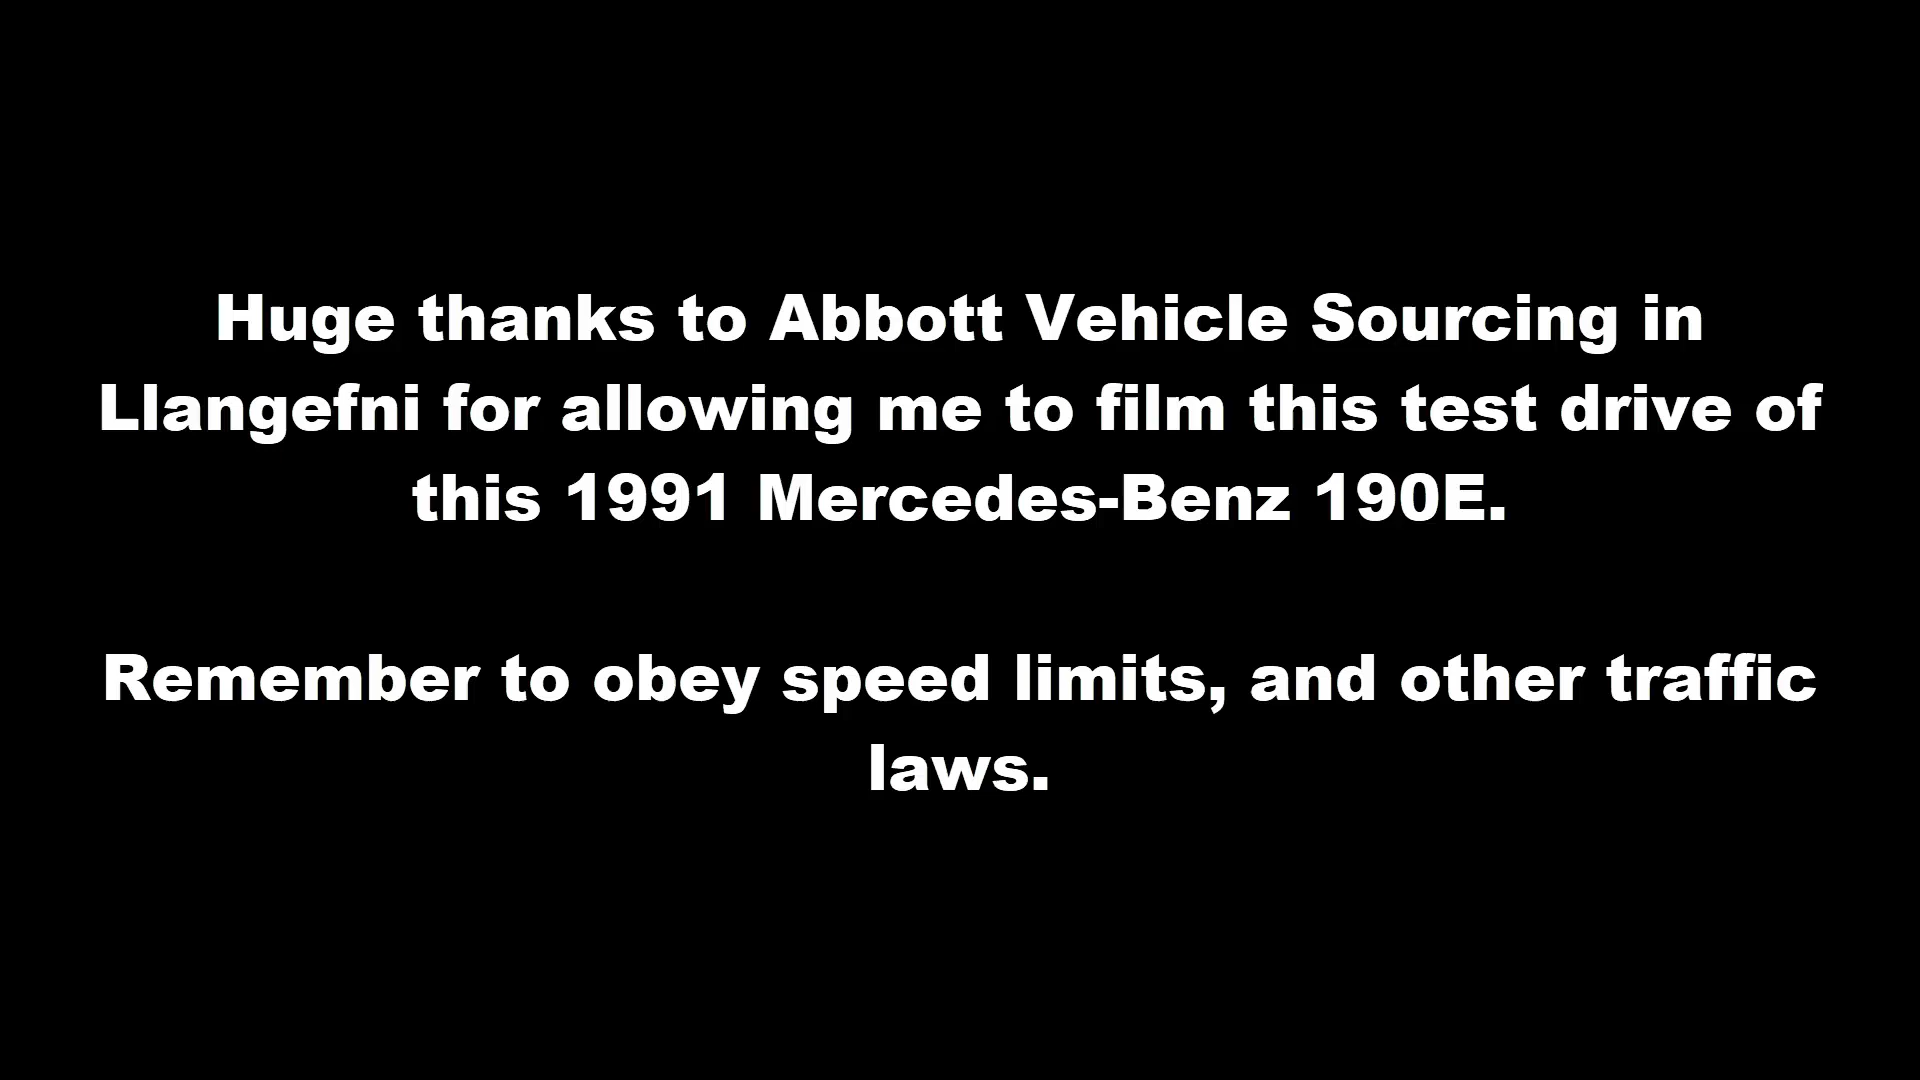 Huge thanks to Abbott Vehicle Sourcing in
Llangefni for allowing me to film this test drive of
this 1991 Mercedes-Benz 190E.
Remember to obey speed limits, and other traffic
laws.